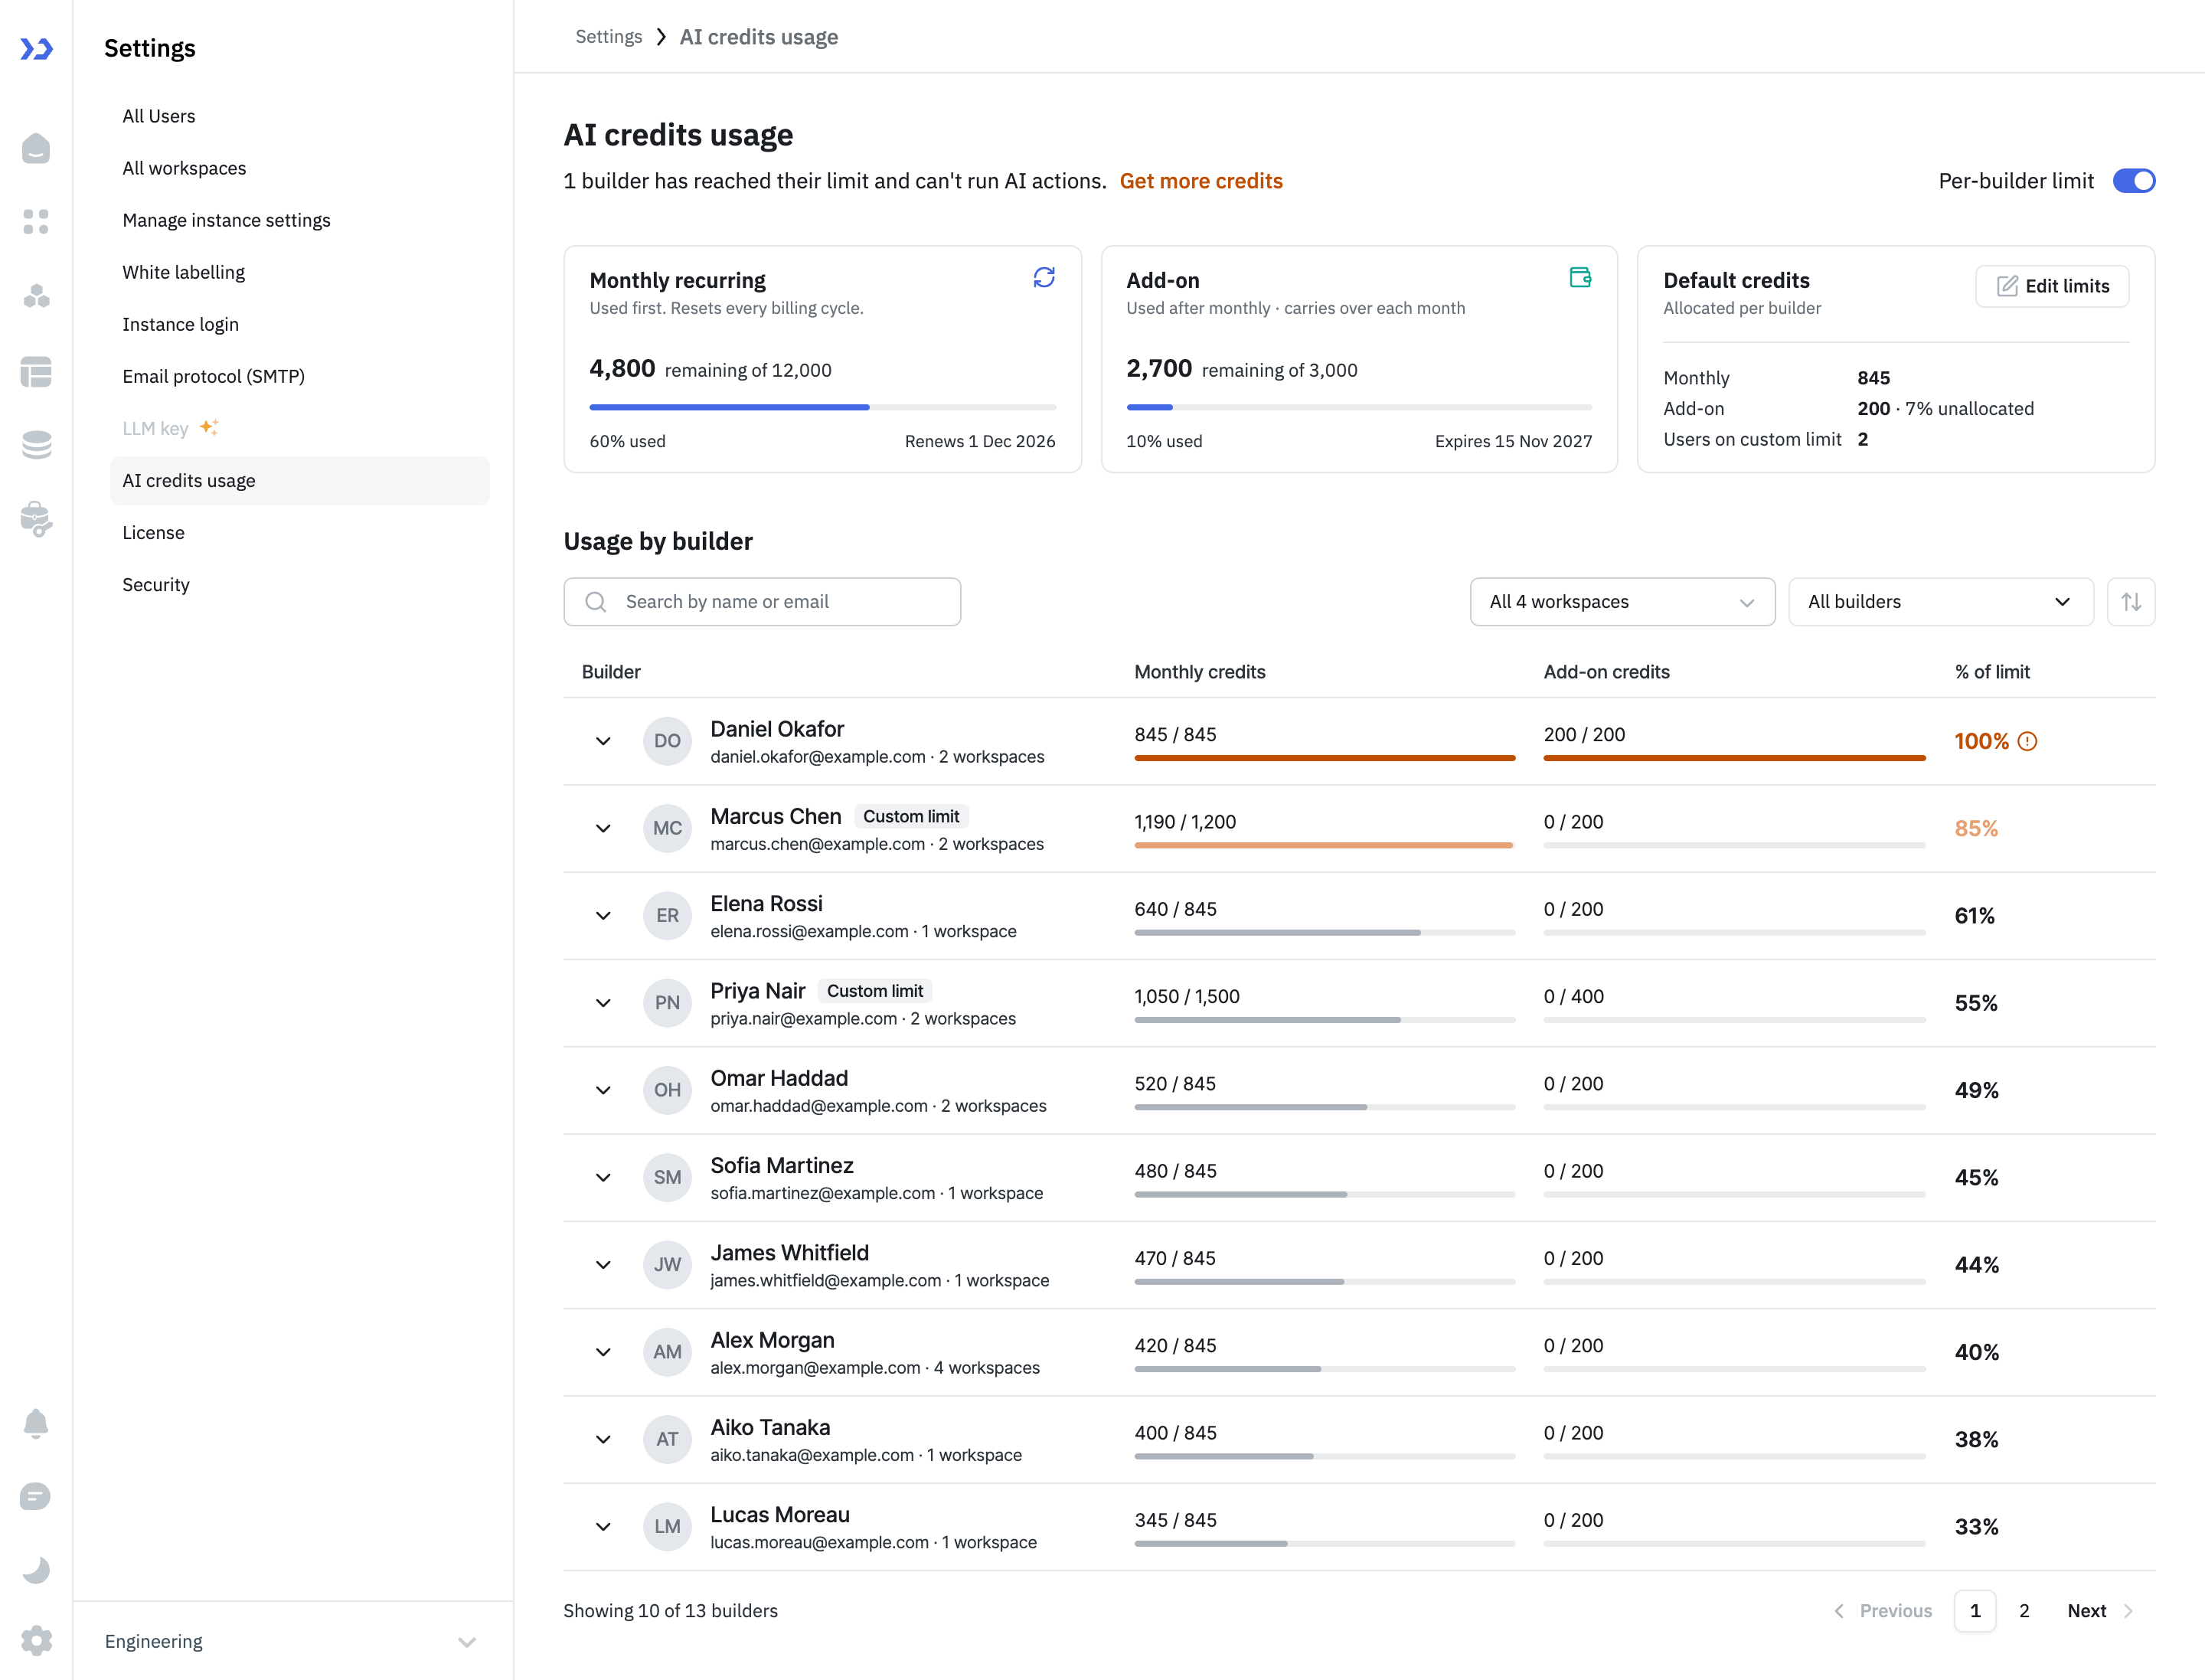 Settings
All Users
All workspaces
Manage instance settings
White labelling
Instance login
Email protocol (SMTP)
LLM key
AI credits usage
License
Security
Engineering
Settings AI credits usage
AI credits usage
1 builder has reached their limit and can't run AI actions. Get more credits
Per-builder limit
Monthly recurring
Used first. Resets every billing cycle.
4,800 remaining of 12,000
60% used Renews 1 Dec 2026
Add-on
Used after monthly · carries over each month
2,700 remaining of 3,000
10% used Expires 15 Nov 2027
Default credits
Allocated per builder
Edit limits
Monthly 845
Add-on 200 · 7% unallocated
Users on custom limit 2
Usage by builder
Search by name or email
All 4 workspaces
All builders
Builder Monthly credits Add-on credits % of limit
DO
Daniel Okafor
daniel.okafor@example.com · 2 workspaces
845 / 845
200 / 200
100%
MC
Marcus Chen Custom limit
marcus.chen@example.com · 2 workspaces
1,190 / 1,200
0 / 200
85%
ER
Elena Rossi
elena.rossi@example.com · 1 workspace
640 / 845
0 / 200
61%
PN
Priya Nair Custom limit
priya.nair@example.com · 2 workspaces
1,050 / 1,500
0 / 400
55%
OH
Omar Haddad
omar.haddad@example.com · 2 workspaces
520 / 845
0 / 200
49%
SM
Sofia Martinez
sofia.martinez@example.com · 1 workspace
480 / 845
0 / 200
45%
JW
James Whitfield
james.whitfield@example.com · 1 workspace
470 / 845
0 / 200
44%
AM
Alex Morgan
alex.morgan@example.com · 4 workspaces
420 / 845
0 / 200
40%
AT
Aiko Tanaka
aiko.tanaka@example.com · 1 workspace
400 / 845
0 / 200
38%
LM
Lucas Moreau
lucas.moreau@example.com · 1 workspace
345 / 845
0 / 200
33%
Showing 10 of 13 builders
Previous 1 2 Next